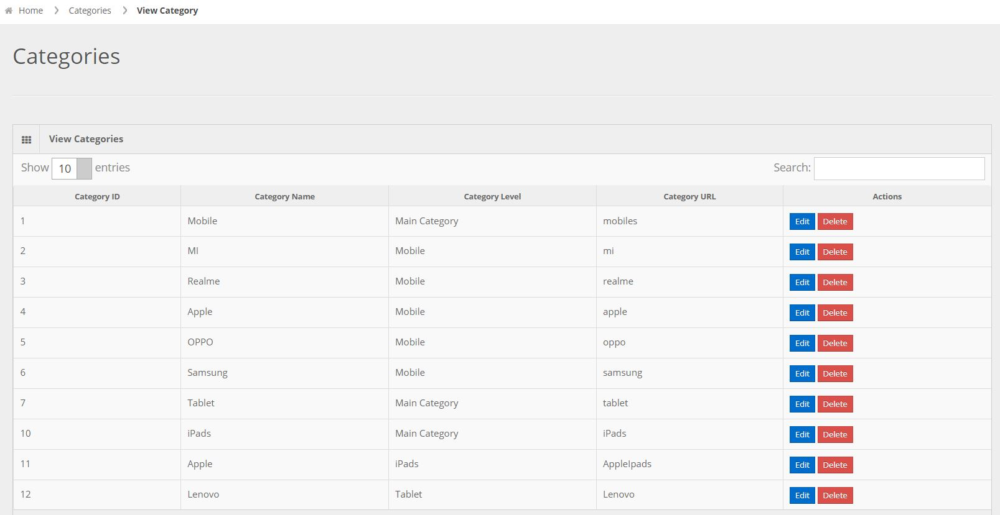 Home Categories View Category
Categories
View Categories
Show 10 entries Search:
Category ID Category Name Category Level Category URL Actions
1 Mobile Main Category mobiles Edit Delete
2 MI Mobile mi Edit Delete
3 Realme Mobile realme Edit Delete
4 Apple Mobile apple Edit Delete
5 OPPO Mobile oppo Edit Delete
6 Samsung Mobile samsung Edit Delete
7 Tablet Main Category tablet Edit Delete
10 iPads Main Category iPads Edit Delete
11 Apple iPads AppleIpads Edit Delete
12 Lenovo Tablet Lenovo Edit Delete